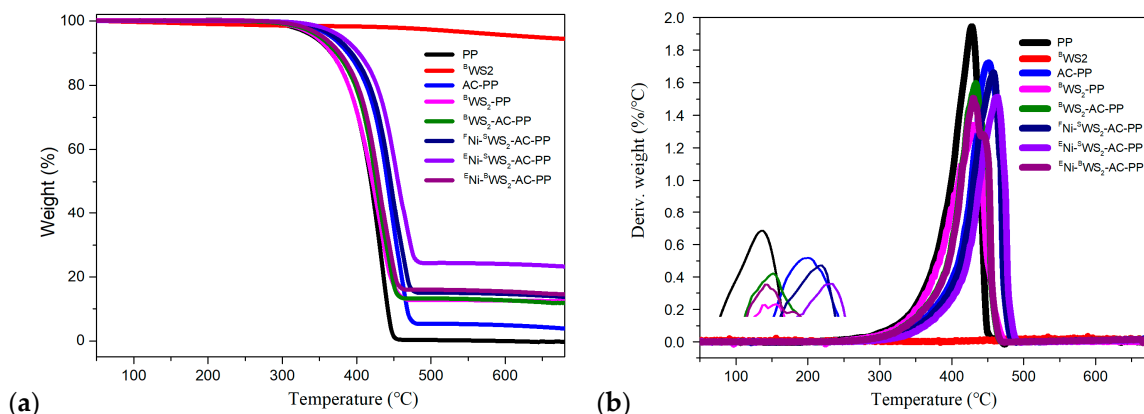 100
80
60
40
20
0
Weight (%)
PP
ᴮWS2
AC-PP
ᴮWS₂-PP
ᴮWS₂-AC-PP
ᶠNi-ˢWS₂-AC-PP
ᴱNi-ˢWS₂-AC-PP
ᴱNi-ᴮWS₂-AC-PP
100 200 300 400 500 600
Temperature (°C)
(a)
2.0
1.8
1.6
1.4
1.2
1.0
0.8
0.6
0.4
0.2
0.0
Deriv. weight (%/°C)
PP
ᴮWS2
AC-PP
ᴮWS₂-PP
ᴮWS₂-AC-PP
ᶠNi-ˢWS₂-AC-PP
ᴱNi-ˢWS₂-AC-PP
ᴱNi-ᴮWS₂-AC-PP
100 200 300 400 500 600
Temperature (°C)
(b)